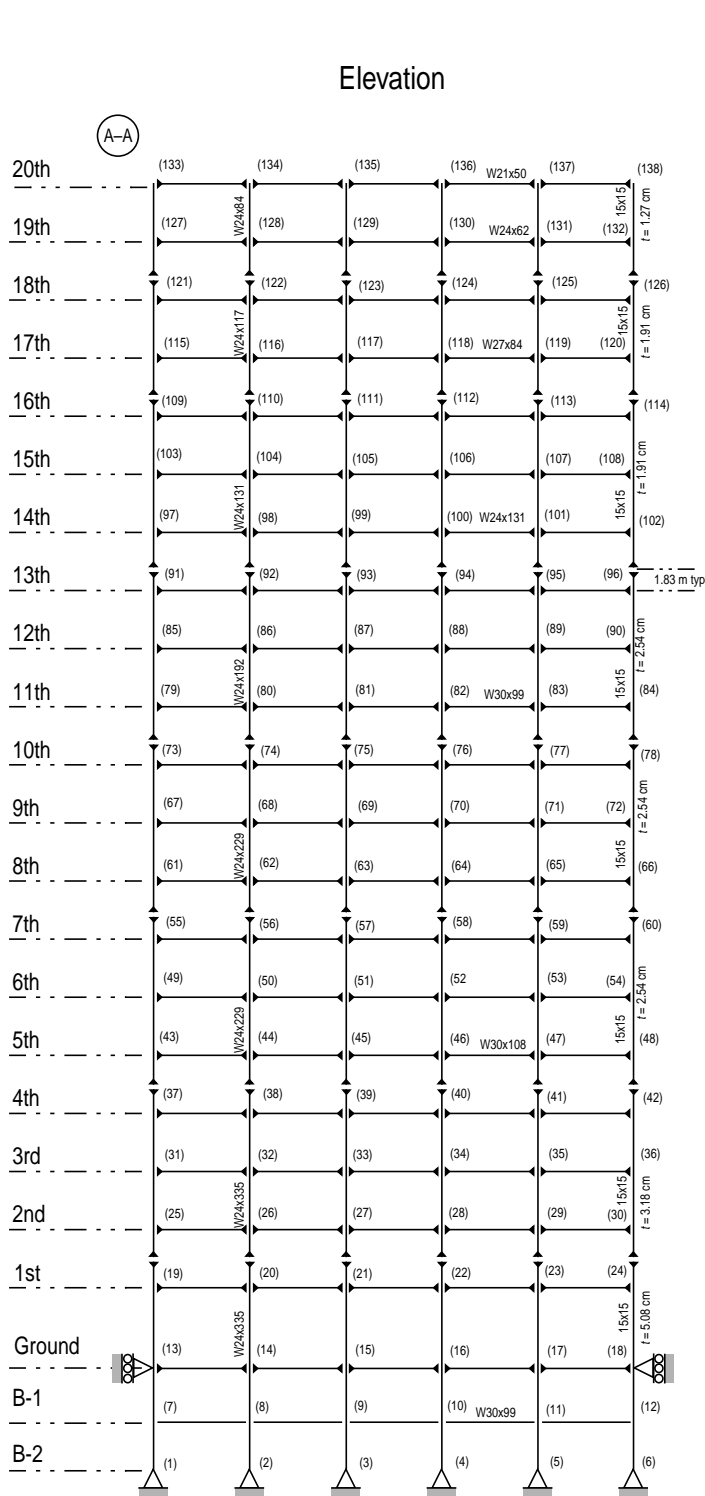 Elevation
A–A
20th (133) (134) (135) (136) W21x50 (137) (138)
W24x84 15x15 t = 1.27 cm
19th (127) (128) (129) (130) W24x62 (131) (132)
18th (121) (122) (123) (124) (125) (126)
W24x117 15x15 t = 1.91 cm
17th (115) (116) (117) (118) W27x84 (119) (120)
16th (109) (110) (111) (112) (113) (114)
15th (103) (104) (105) (106) (107) (108)
W24x131 15x15 t = 1.91 cm
14th (97) (98) (99) (100) W24x131 (101) (102)
13th (91) (92) (93) (94) (95) (96) 1.83 m typ
12th (85) (86) (87) (88) (89) (90)
W24x192 15x15 t = 2.54 cm
11th (79) (80) (81) (82) W30x99 (83) (84)
10th (73) (74) (75) (76) (77) (78)
9th (67) (68) (69) (70) (71) (72)
W24x229 15x15 t = 2.54 cm
8th (61) (62) (63) (64) (65) (66)
7th (55) (56) (57) (58) (59) (60)
6th (49) (50) (51) (52 (53) (54)
W24x229 15x15 t = 2.54 cm
5th (43) (44) (45) (46) W30x108 (47) (48)
4th (37) (38) (39) (40) (41) (42)
3rd (31) (32) (33) (34) (35) (36)
W24x335 15x15 t = 3.18 cm
2nd (25) (26) (27) (28) (29) (30)
1st (19) (20) (21) (22) (23) (24)
W24x335 15x15 t = 5.08 cm
Ground (13) (14) (15) (16) (17) (18)
B-1 (7) (8) (9) (10) W30x99 (11) (12)
B-2 (1) (2) (3) (4) (5) (6)